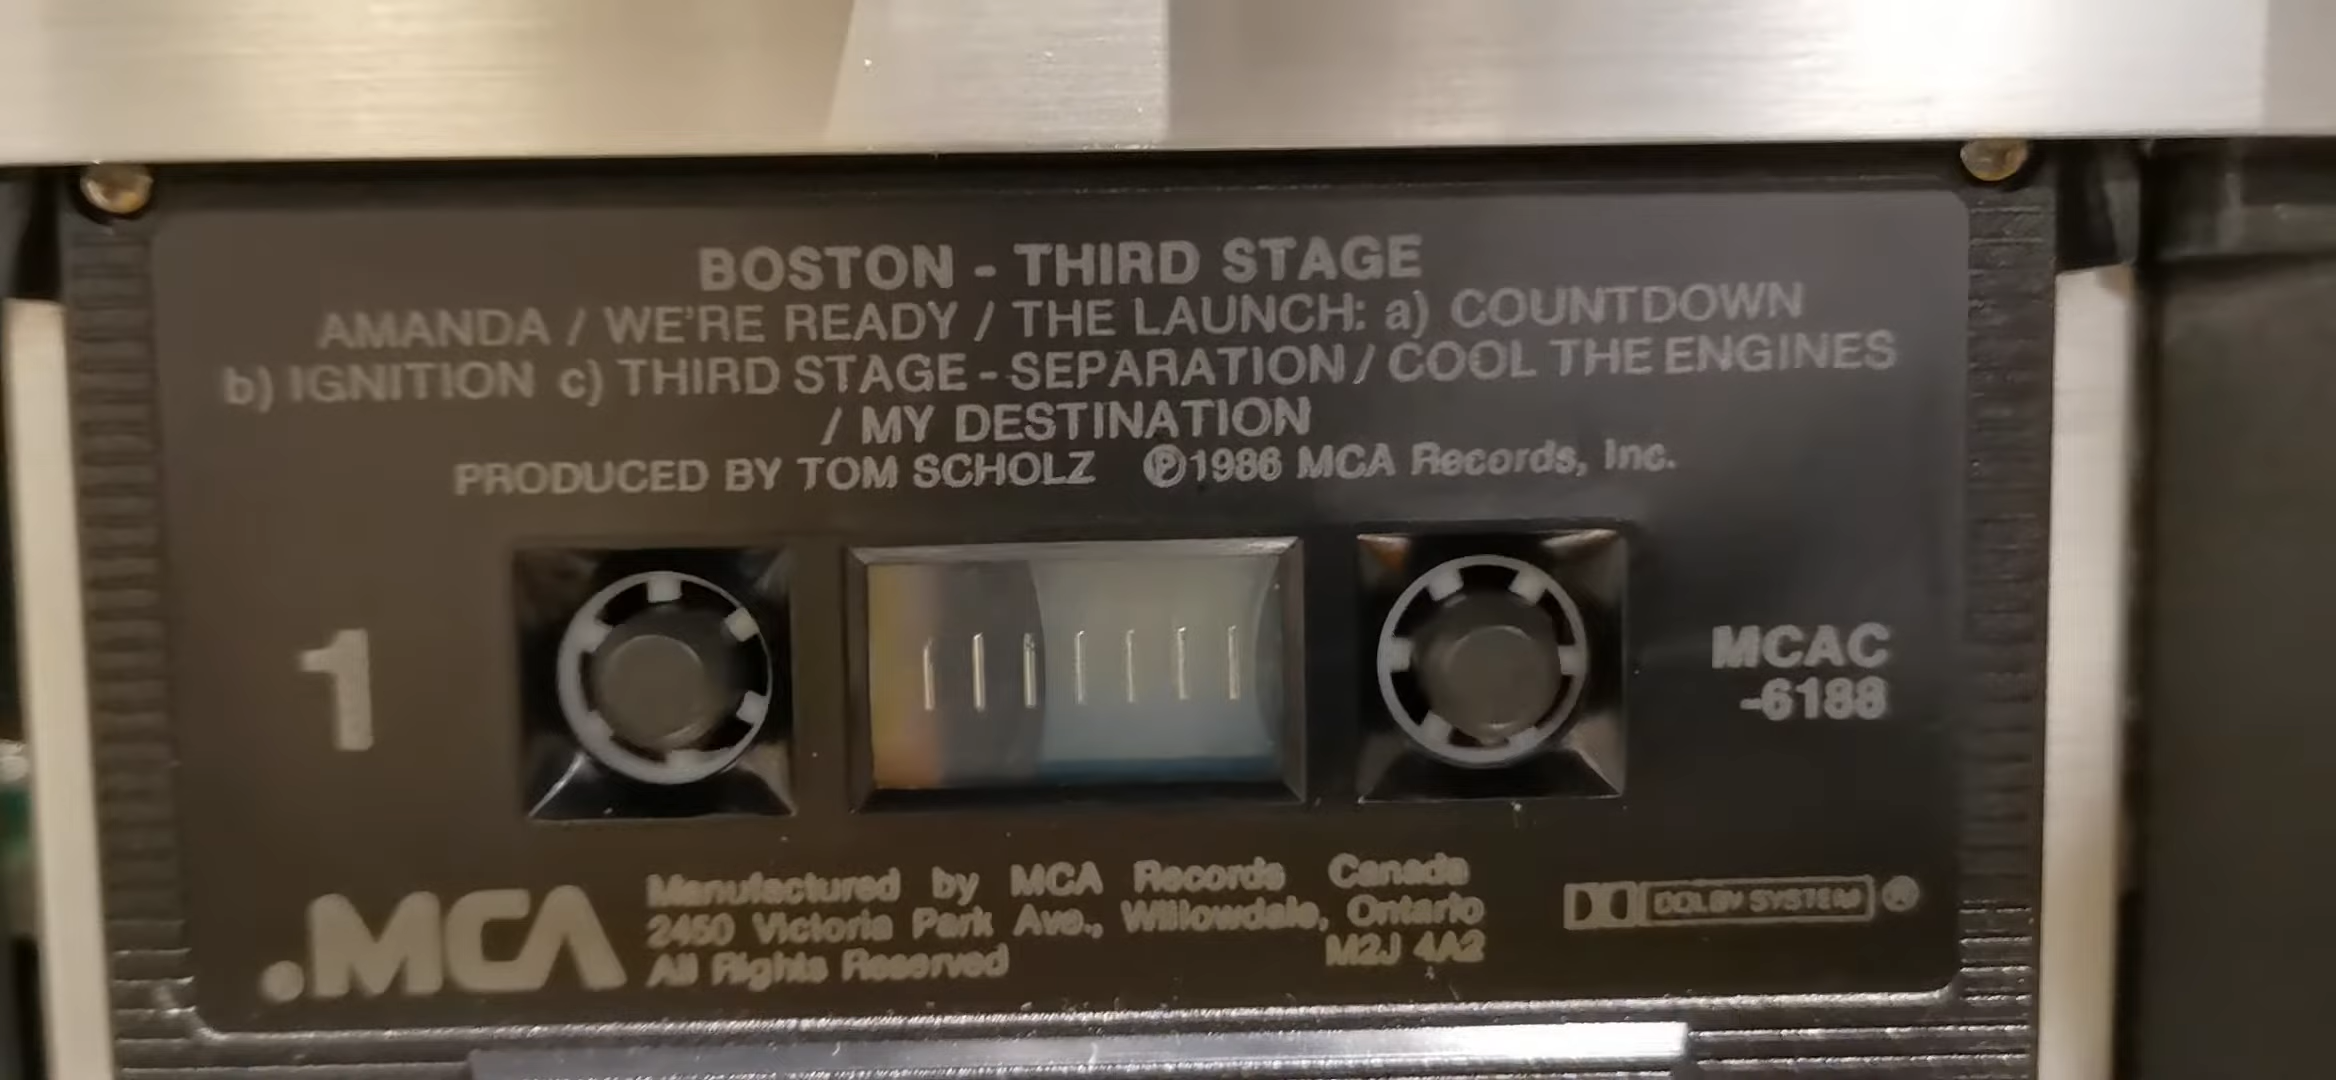 BOSTON - THIRD STAGE
AMANDA / WE'RE READY / THE LAUNCH: a) COUNTDOWN
b) IGNITION c) THIRD STAGE - SEPARATION / COOL THE ENGINES
/ MY DESTINATION
PRODUCED BY TOM SCHOLZ ℗1986 MCA Records, Inc.
1
MCAC
-6188
.MCA
Manufactured by MCA Records Canada
2450 Victoria Park Ave., Willowdale, Ontario
M2J 4A2
All Rights Reserved
DOLBY SYSTEM ®